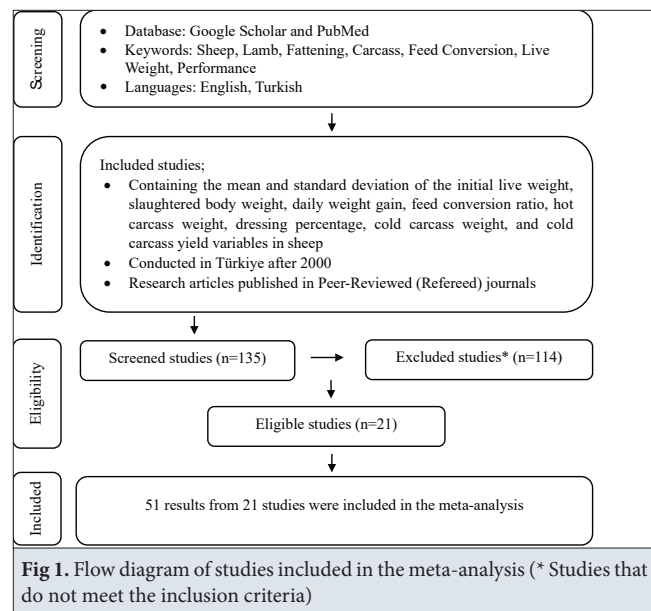 Screening
• Database: Google Scholar and PubMed
• Keywords: Sheep, Lamb, Fattening, Carcass, Feed Conversion, Live
Weight, Performance
• Languages: English, Turkish
Identification
Included studies;
• Containing the mean and standard deviation of the initial live weight,
slaughtered body weight, daily weight gain, feed conversion ratio, hot
carcass weight, dressing percentage, cold carcass weight, and cold
carcass yield variables in sheep
• Conducted in Türkiye after 2000
• Research articles published in Peer-Reviewed (Refereed) journals
Eligibility
Screened studies (n=135)
Excluded studies* (n=114)
Eligible studies (n=21)
Included
51 results from 21 studies were included in the meta-analysis
Fig 1. Flow diagram of studies included in the meta-analysis (* Studies that
do not meet the inclusion criteria)